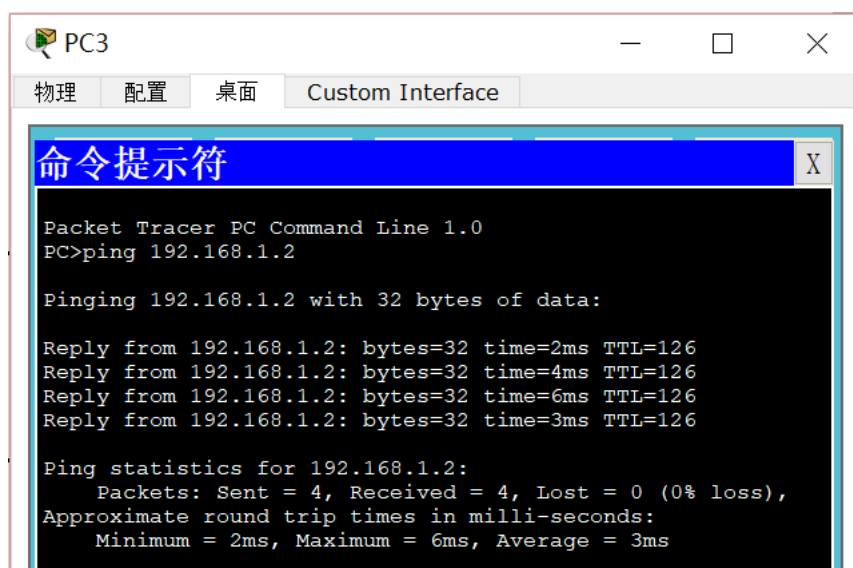 PC3
物理 配置 桌面 Custom Interface
命令提示符 X
Packet Tracer PC Command Line 1.0
PC>ping 192.168.1.2
Pinging 192.168.1.2 with 32 bytes of data:
Reply from 192.168.1.2: bytes=32 time=2ms TTL=126
Reply from 192.168.1.2: bytes=32 time=4ms TTL=126
Reply from 192.168.1.2: bytes=32 time=6ms TTL=126
Reply from 192.168.1.2: bytes=32 time=3ms TTL=126
Ping statistics for 192.168.1.2:
    Packets: Sent = 4, Received = 4, Lost = 0 (0% loss),
Approximate round trip times in milli-seconds:
    Minimum = 2ms, Maximum = 6ms, Average = 3ms